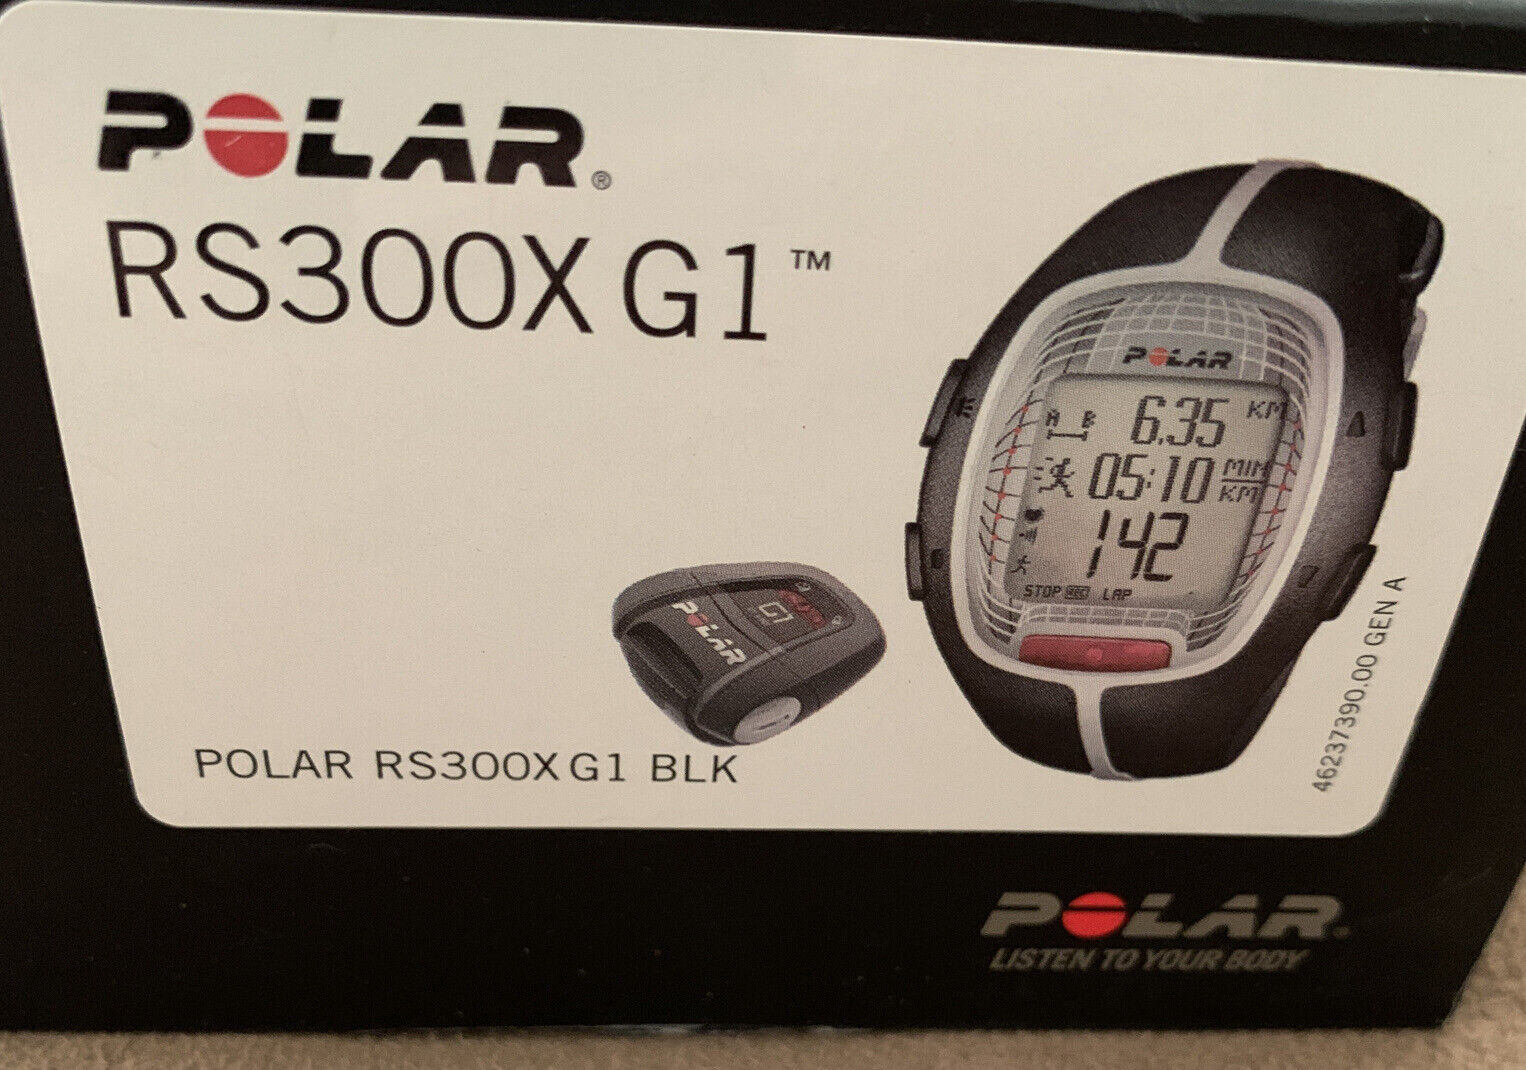 POLAR®
RS300X G1™
POLAR
A B 6.35 KM
05:10 MIN KM
142
STOP REC LAP
POLAR
G1
POLAR RS300X G1 BLK
46237390.00 GEN A
POLAR®
LISTEN TO YOUR BODY